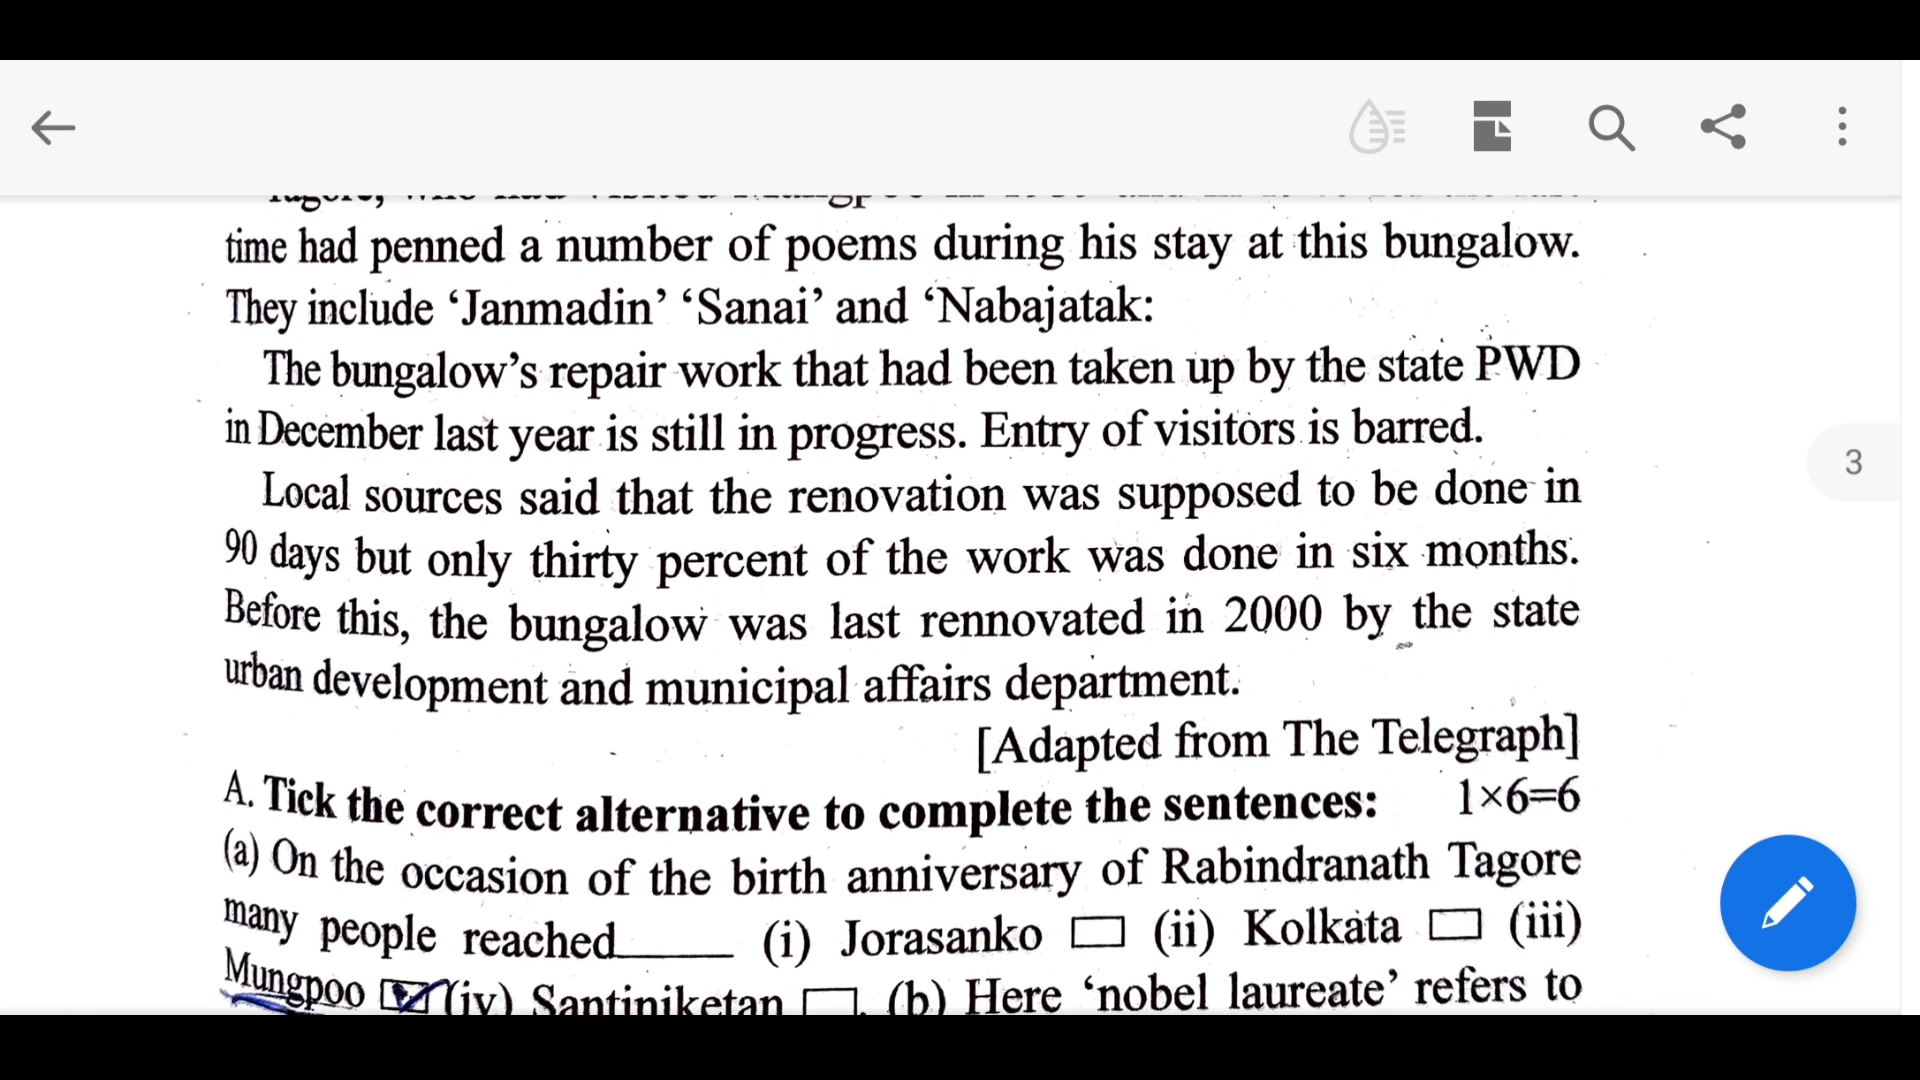 time had penned a number of poems during his stay at this bungalow.
They include ‘Janmadin’ ‘Sanai’ and ‘Nabajatak:
The bungalow’s repair work that had been taken up by the state PWD
in December last year is still in progress. Entry of visitors is barred.
Local sources said that the renovation was supposed to be done in
90 days but only thirty percent of the work was done in six months.
Before this, the bungalow was last rennovated in 2000 by the state
urban development and municipal affairs department.
[Adapted from The Telegraph]
A. Tick the correct alternative to complete the sentences: 1×6=6
(a) On the occasion of the birth anniversary of Rabindranath Tagore
many people reached______ (i) Jorasanko (ii) Kolkata (iii)
Mungpoo (iv) Santiniketan . (b) Here ‘nobel laureate’ refers to
3